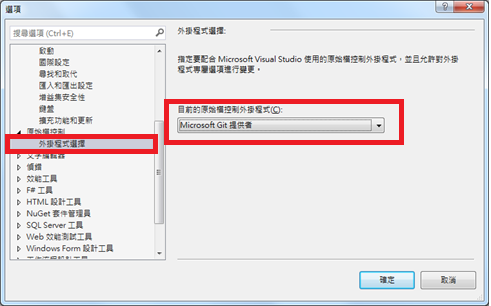 選項
搜尋選項 (Ctrl+E)
啟動
國際設定
尋找和取代
匯入和匯出設定
增益集安全性
鍵盤
擴充功能和更新
原始檔控制
外掛程式選擇
文字編輯器
偵錯
效能工具
F# 工具
HTML 設計工具
NuGet 套件管理員
SQL Server 工具
Web 效能測試工具
Windows Form 設計工具
工作流程設計工具
外掛程式選擇:
指定要配合 Microsoft Visual Studio 使用的原始檔控制外掛程式，並且允許對外掛
程式專屬選項進行變更。
目前的原始檔控制外掛程式(C):
Microsoft Git 提供者
確定
取消